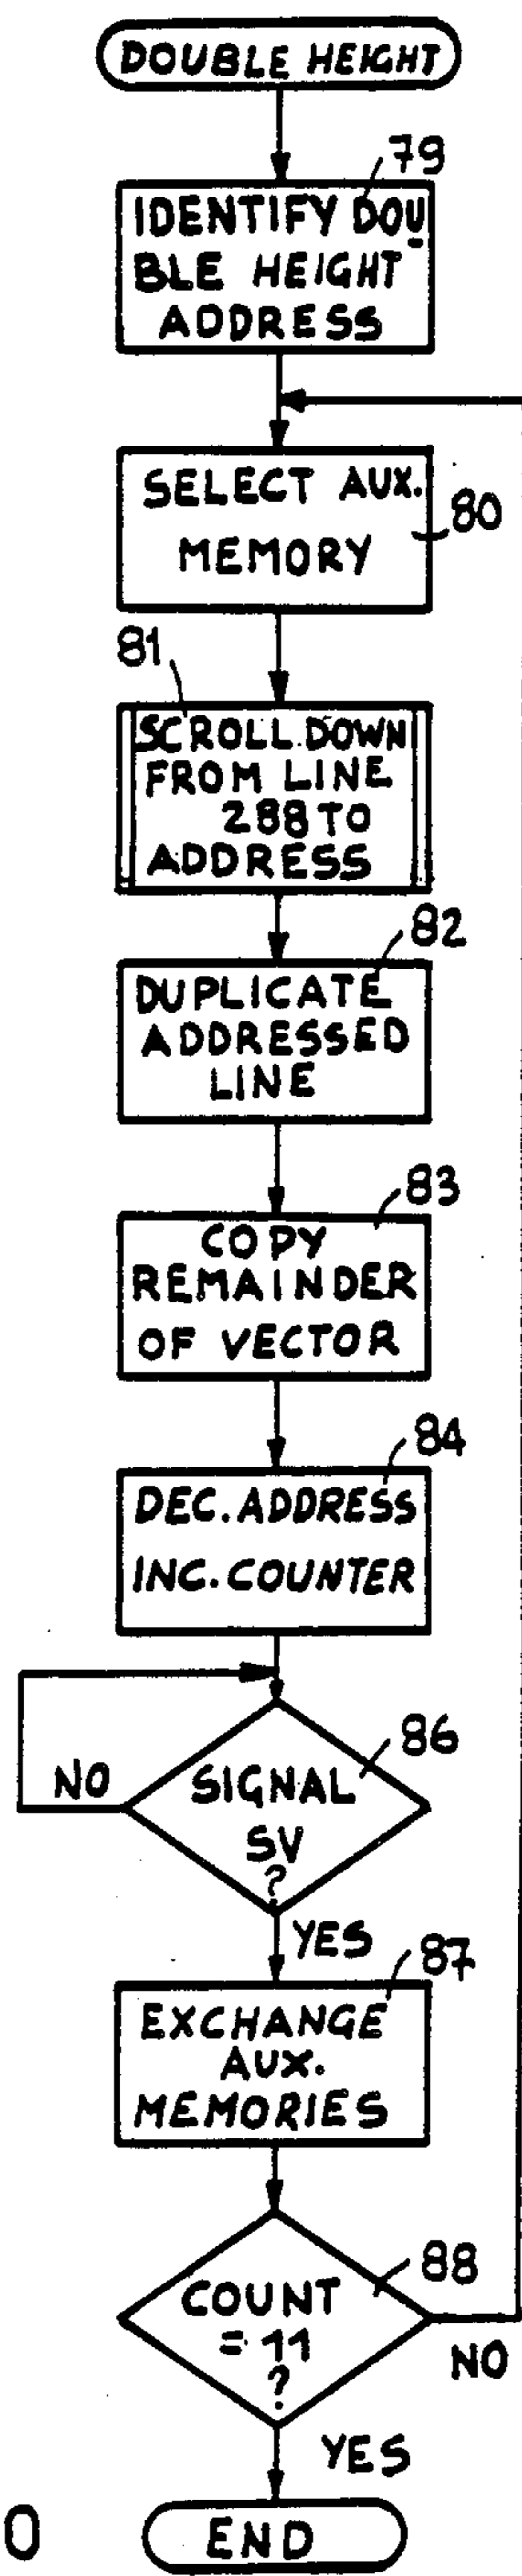 DOUBLE HEIGHT
79
IDENTIFY DOU
BLE HEIGHT
ADDRESS
SELECT AUX.
MEMORY
80
81
SCROLL DOWN
FROM LINE
288 TO
ADDRESS
82
DUPLICATE
ADDRESSED
LINE
83
COPY
REMAINDER
OF VECTOR
84
DEC. ADDRESS
INC. COUNTER
86
NO
SIGNAL
SV
?
YES
87
EXCHANGE
AUX.
MEMORIES
88
COUNT
= 11
?
NO
YES
END
0